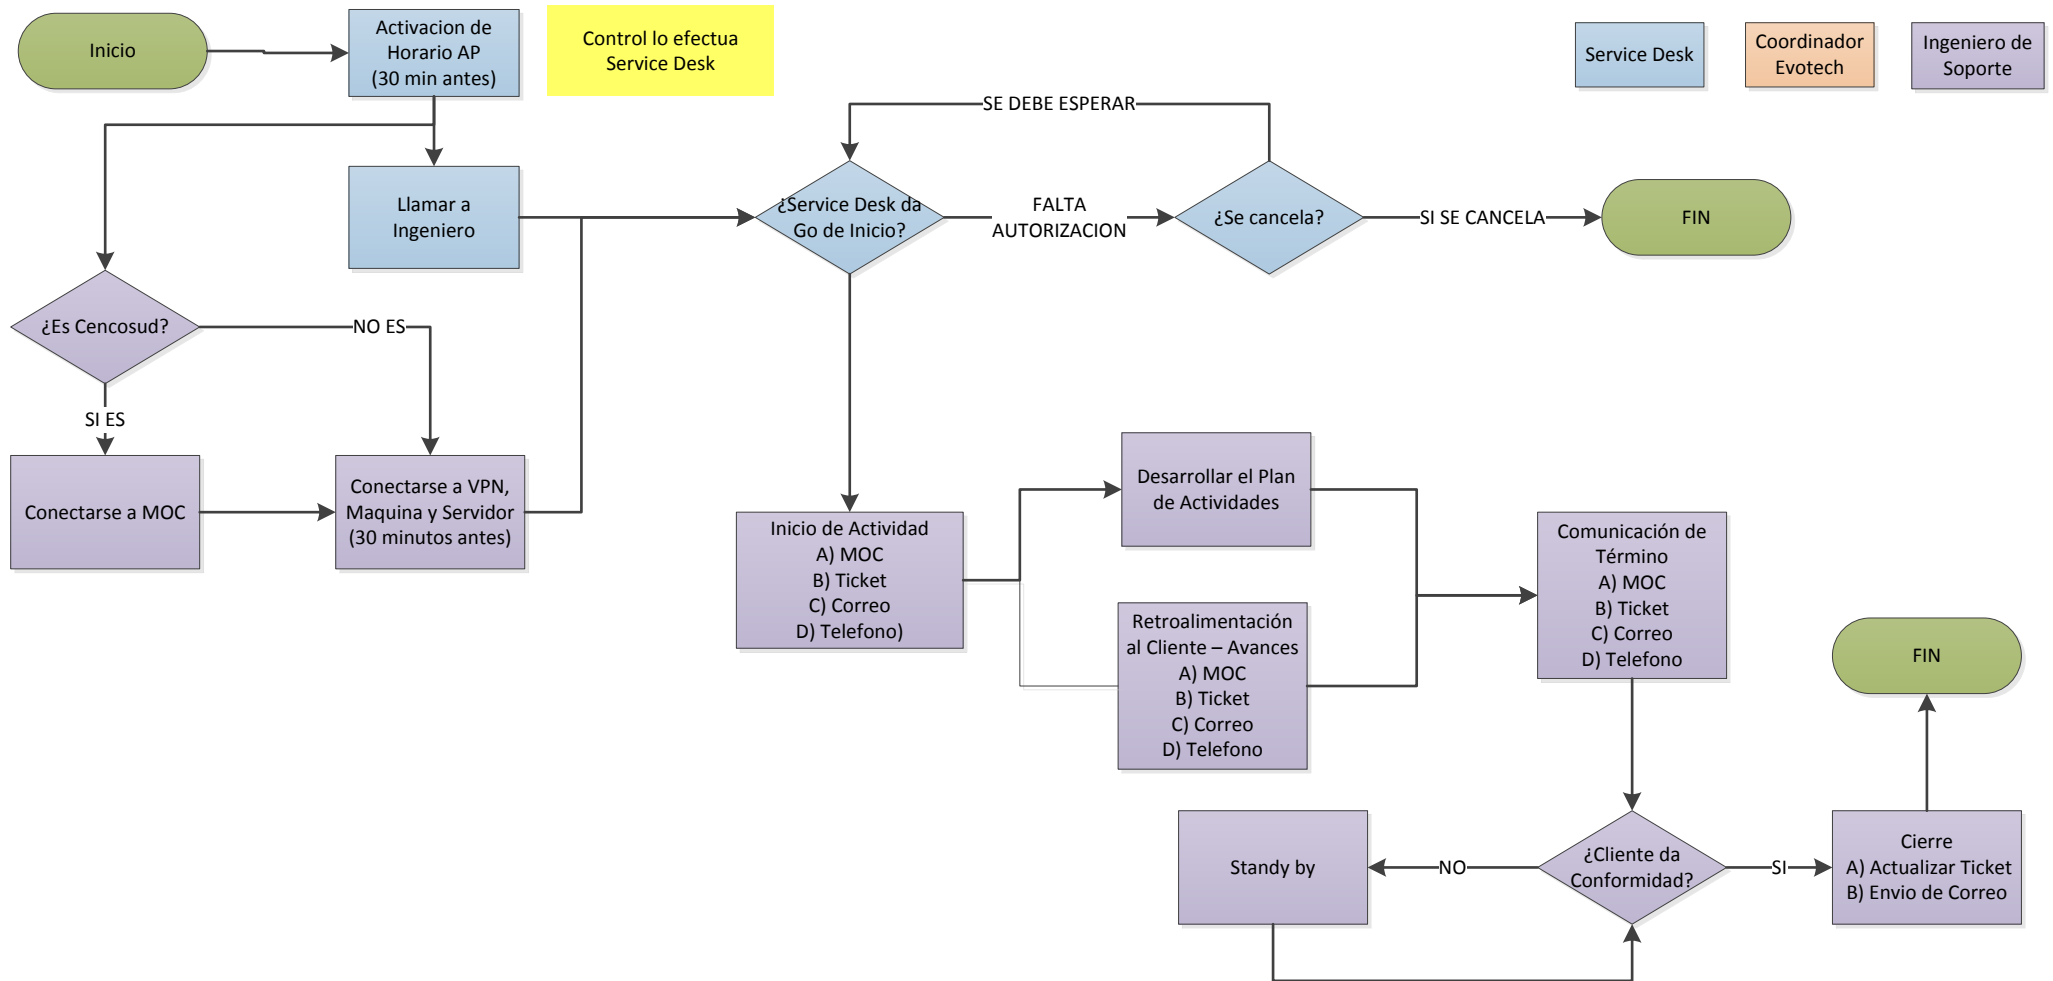 Inicio
Activacion de
Horario AP
(30 min antes)
Control lo efectua
Service Desk
Service Desk
Coordinador
Evotech
Ingeniero de
Soporte
SE DEBE ESPERAR
Llamar a
Ingeniero
¿Service Desk da
Go de Inicio?
FALTA
AUTORIZACION
¿Se cancela?
SI SE CANCELA
FIN
¿Es Cencosud?
NO ES
SI ES
Conectarse a MOC
Conectarse a VPN,
Maquina y Servidor
(30 minutos antes)
Inicio de Actividad
A) MOC
B) Ticket
C) Correo
D) Telefono)
Desarrollar el Plan
de Actividades
Retroalimentación
al Cliente – Avances
A) MOC
B) Ticket
C) Correo
D) Telefono
Comunicación de
Término
A) MOC
B) Ticket
C) Correo
D) Telefono
FIN
Standy by
NO
¿Cliente da
Conformidad?
SI
Cierre
A) Actualizar Ticket
B) Envio de Correo